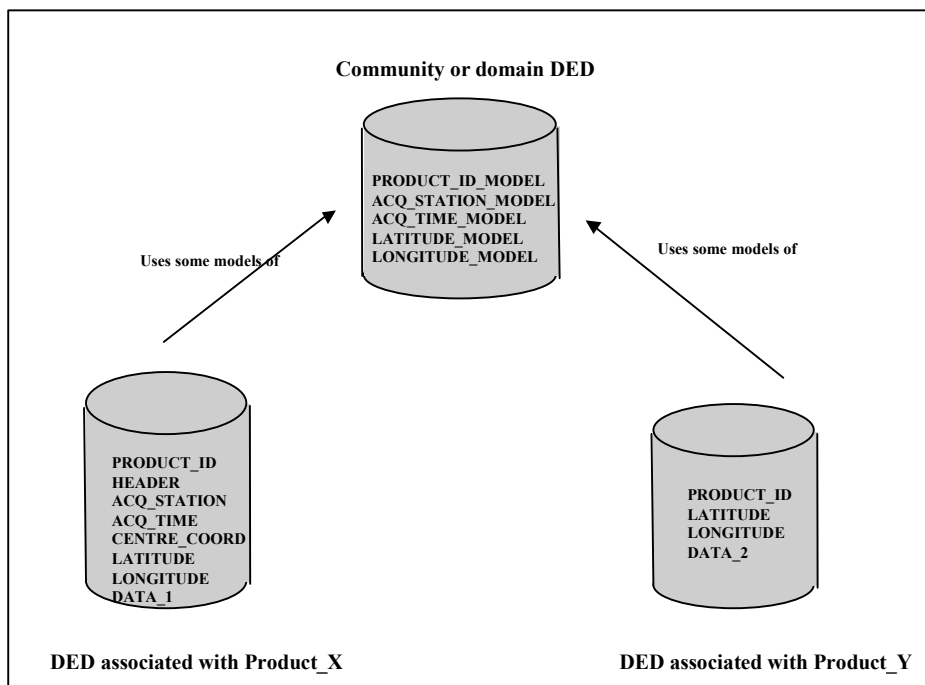 Community or domain DED
PRODUCT_ID_MODEL
ACQ_STATION_MODEL
ACQ_TIME_MODEL
LATITUDE_MODEL
LONGITUDE_MODEL
Uses some models of
Uses some models of
PRODUCT_ID
HEADER
ACQ_STATION
ACQ_TIME
CENTRE_COORD
LATITUDE
LONGITUDE
DATA_1
PRODUCT_ID
LATITUDE
LONGITUDE
DATA_2
DED associated with Product_X
DED associated with Product_Y